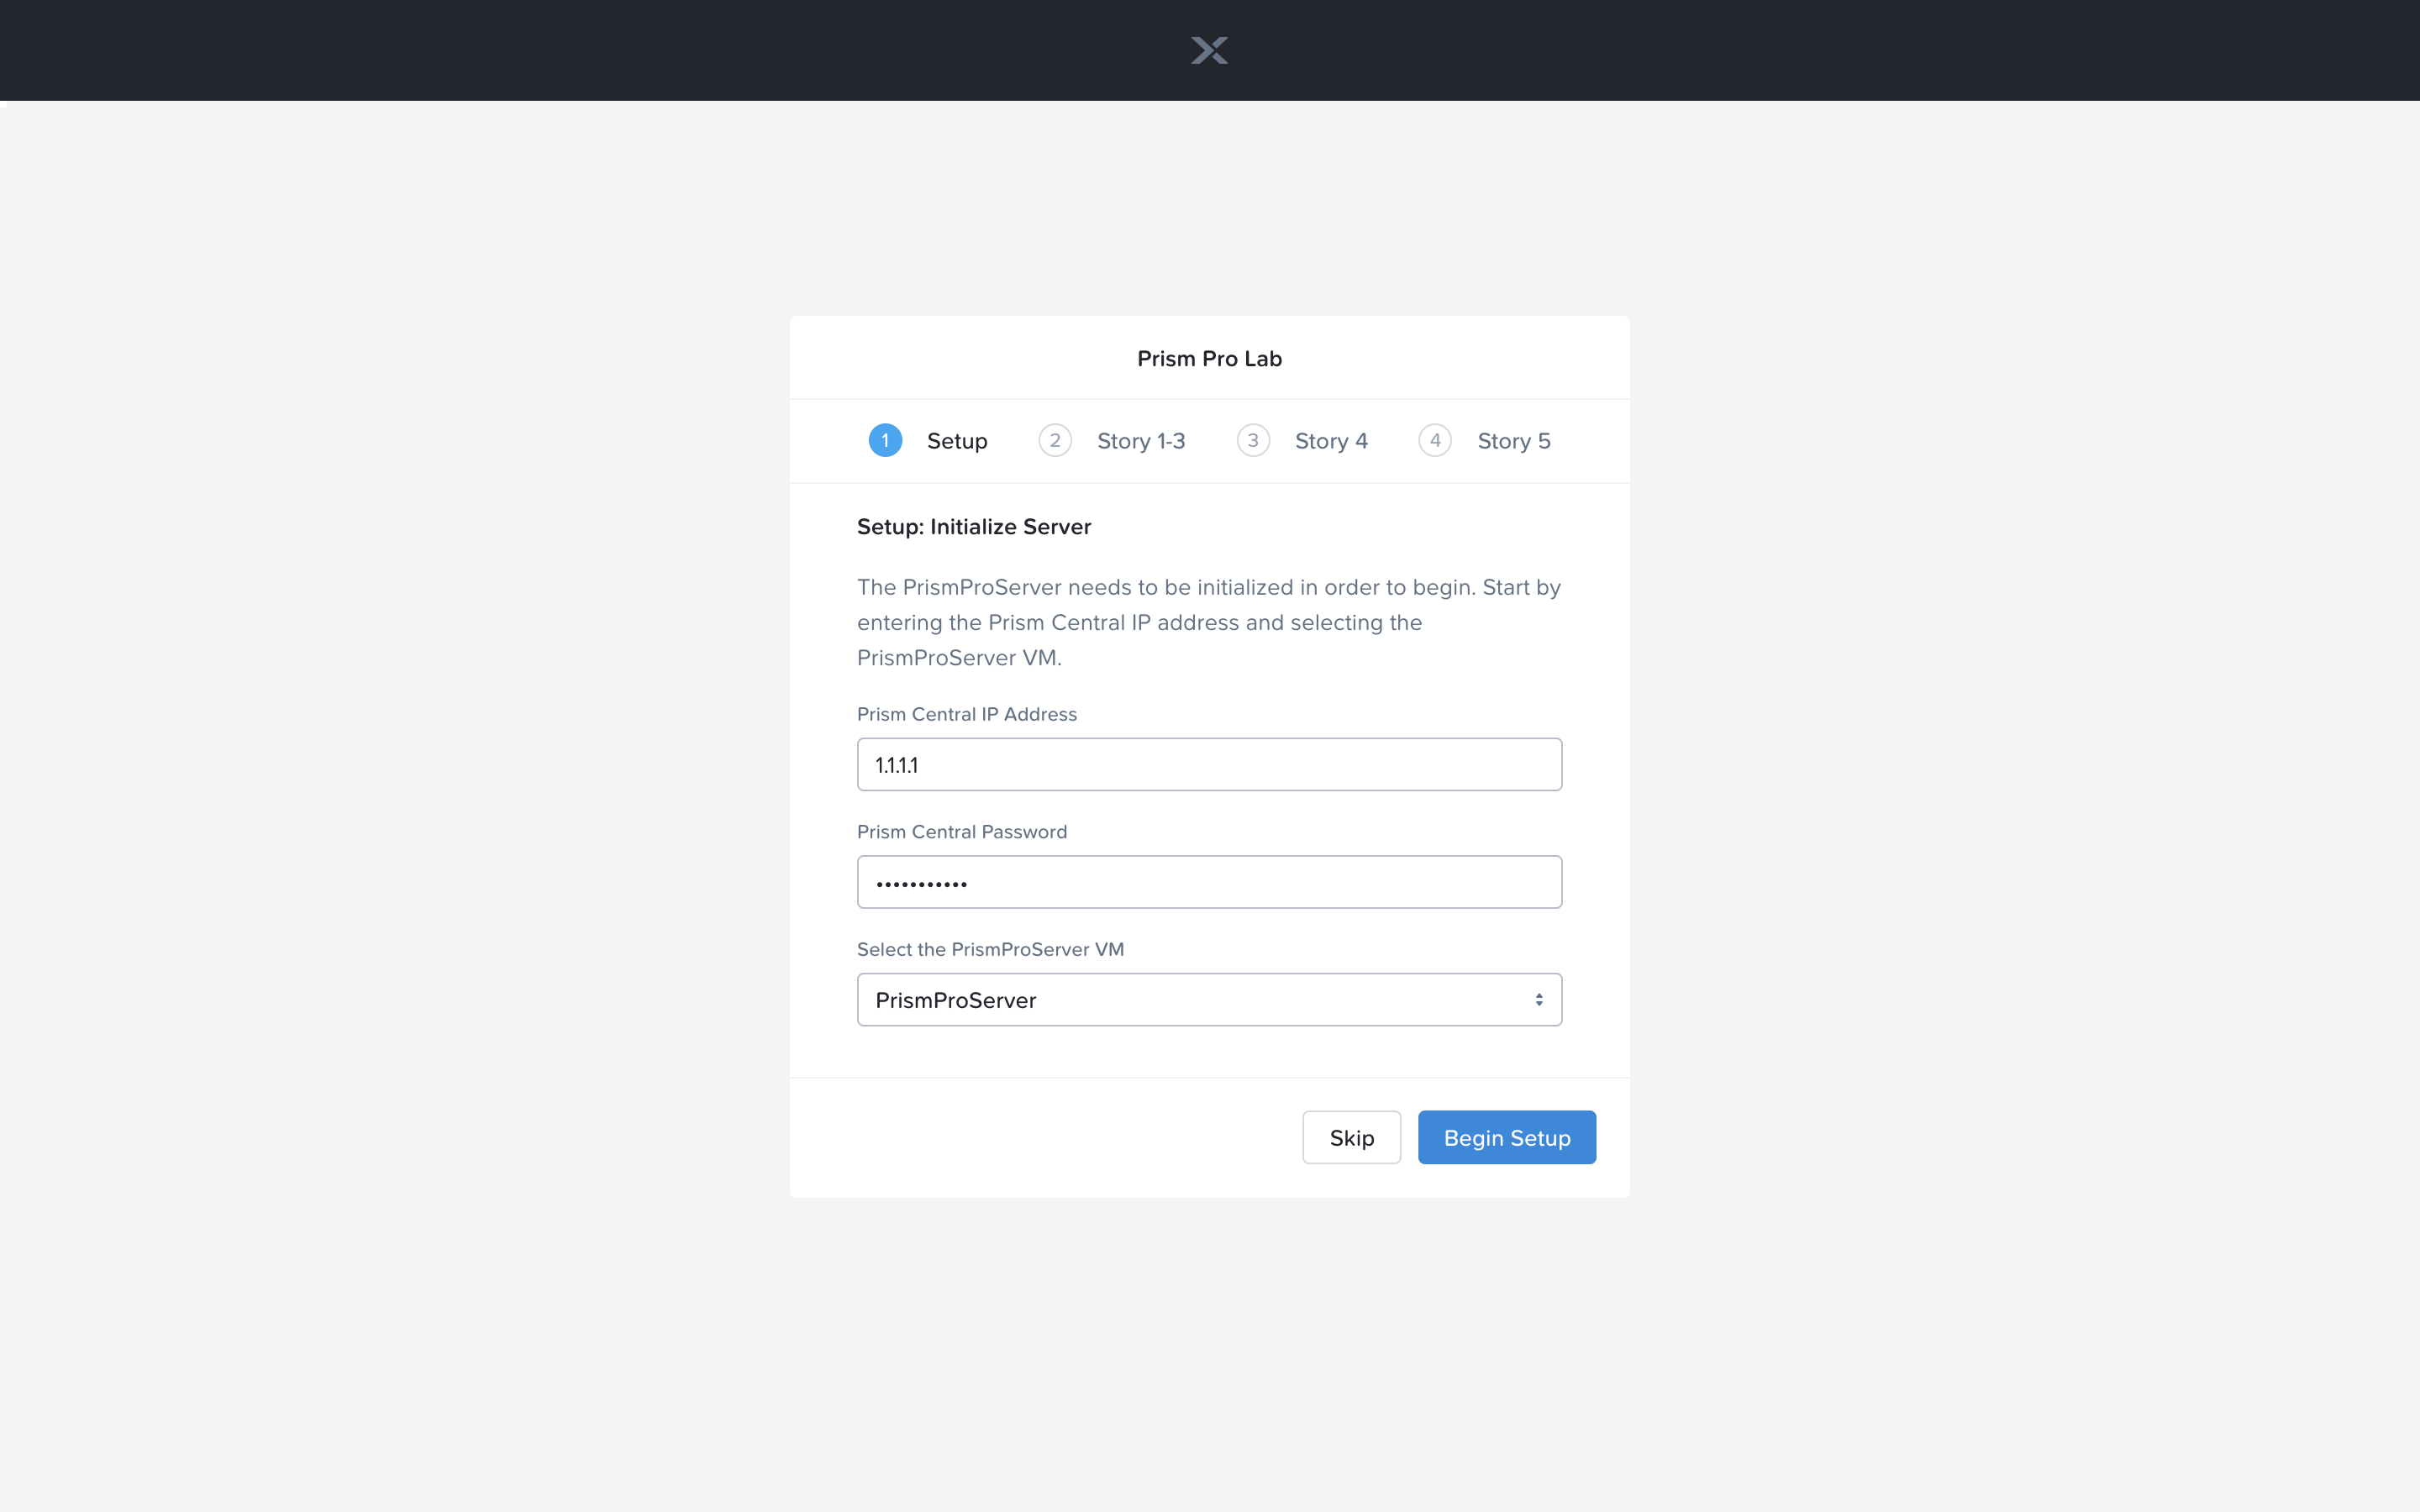 Prism Pro Lab
1 Setup 2 Story 1-3 3 Story 4 4 Story 5
Setup: Initialize Server
The PrismProServer needs to be initialized in order to begin. Start by
entering the Prism Central IP address and selecting the
PrismProServer VM.
Prism Central IP Address
1.1.1.1
Prism Central Password
•••••••••••
Select the PrismProServer VM
PrismProServer
Skip Begin Setup